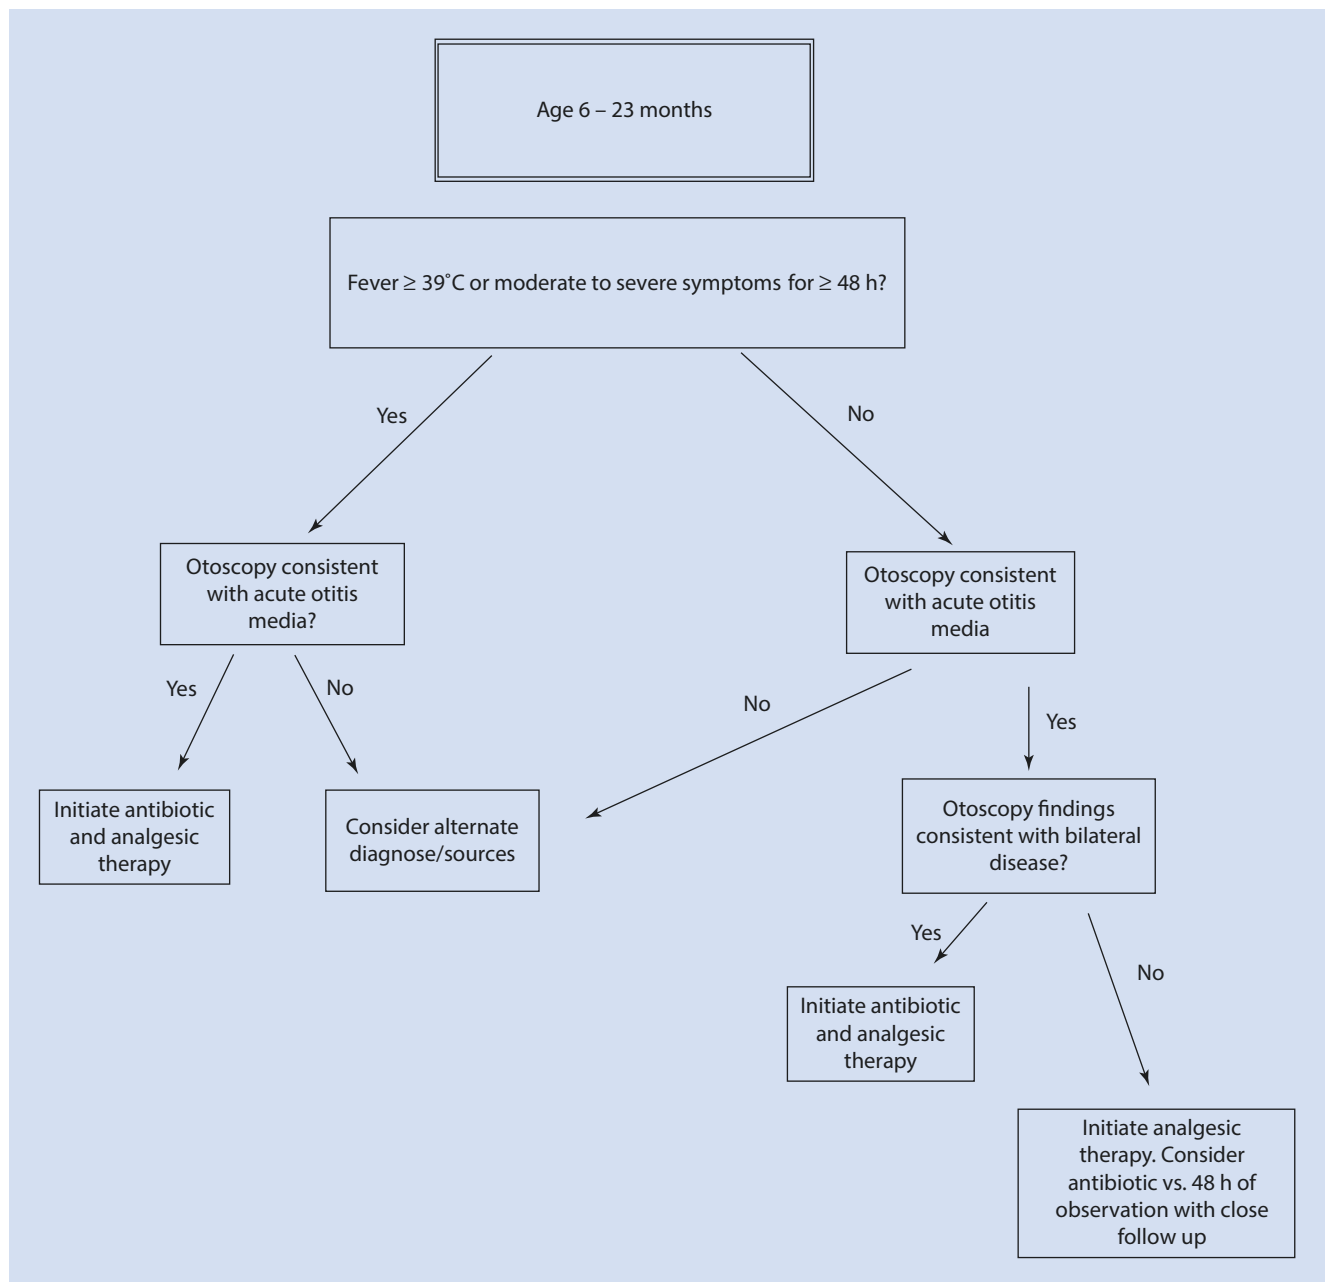 Age 6 – 23 months
Fever ≥ 39˚C or moderate to severe symptoms for ≥ 48 h?
Yes
No
Otoscopy consistent
with acute otitis
media?
Otoscopy consistent
with acute otitis
media
Yes
No
No
Yes
Initiate antibiotic
and analgesic
therapy
Consider alternate
diagnose/sources
Otoscopy findings
consistent with bilateral
disease?
Yes
No
Initiate antibiotic
and analgesic
therapy
Initiate analgesic
therapy. Consider
antibiotic vs. 48 h of
observation with close
follow up